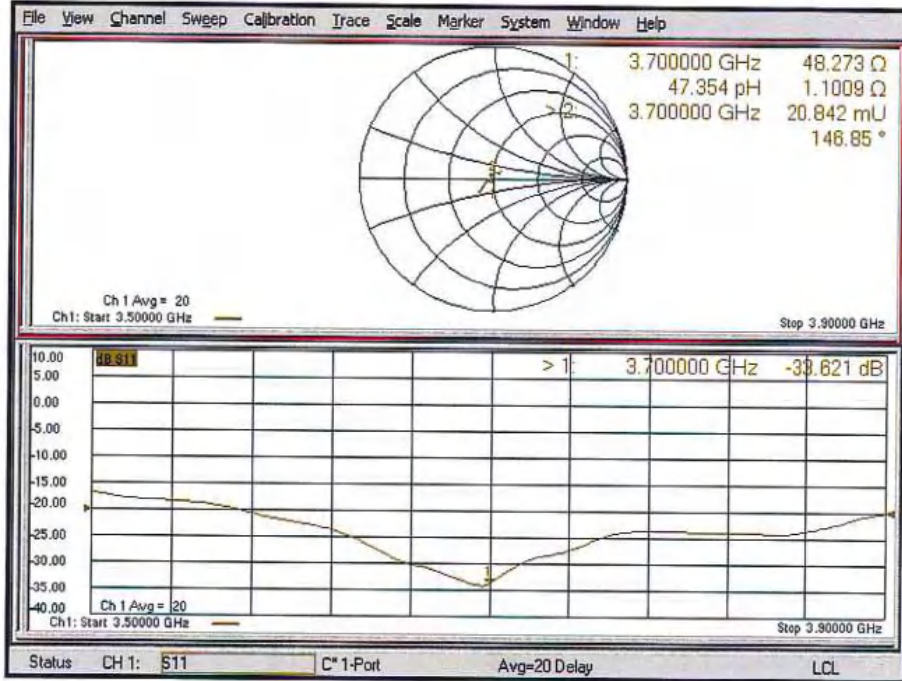 File View Channel Sweep Calibration Trace Scale Marker System Window Help
1: 3.700000 GHz 48.273 Ω
47.354 pH 1.1009 Ω
> 2: 3.700000 GHz 20.842 mU
146.85 °
Ch 1 Avg = 20
Ch1: Start 3.50000 GHz
Stop 3.90000 GHz
10.00
dB S11
> 1: 3.700000 GHz -33.621 dB
5.00
0.00
-5.00
-10.00
-15.00
-20.00
-25.00
-30.00
1
-35.00
-40.00
Ch 1 Avg = 20
Ch1: Start 3.50000 GHz
Stop 3.90000 GHz
Status CH 1: S11 C* 1-Port Avg=20 Delay LCL